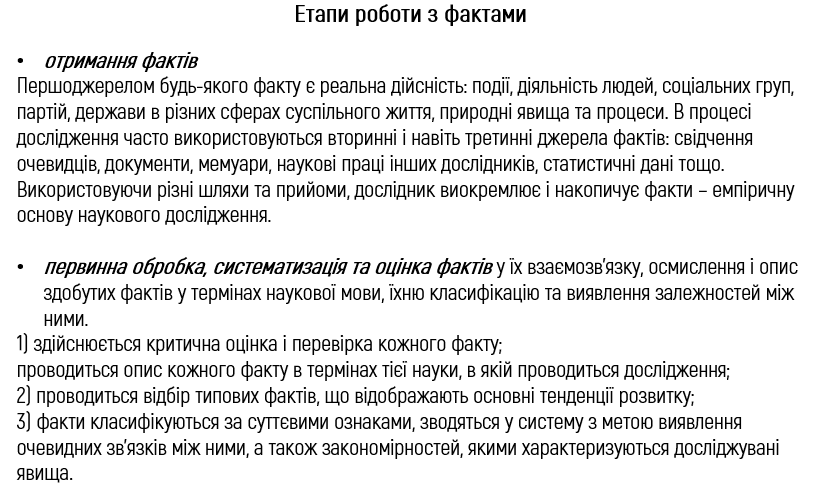 Етапи роботи з фактами
• отримання фактів
Першоджерелом будь-якого факту є реальна дійсність: події, діяльність людей, соціальних груп,
партій, держави в різних сферах суспільного життя, природні явища та процеси. В процесі
дослідження часто використовуються вторинні і навіть третинні джерела фактів: свідчення
очевидців, документи, мемуари, наукові праці інших дослідників, статистичні дані тощо.
Використовуючи різні шляхи та прийоми, дослідник виокремлює і накопичує факти – емпіричну
основу наукового дослідження.
• первинна обробка, систематизація та оцінка фактів у їх взаємозв'язку, осмислення і опис
здобутих фактів у термінах наукової мови, їхню класифікацію та виявлення залежностей між
ними.
1) здійснюється критична оцінка і перевірка кожного факту;
проводиться опис кожного факту в термінах тієї науки, в якій проводиться дослідження;
2) проводиться відбір типових фактів, що відображають основні тенденції розвитку;
3) факти класифікуються за суттєвими ознаками, зводяться у систему з метою виявлення
очевидних зв'язків між ними, а також закономірностей, якими характеризуються досліджувані
явища.